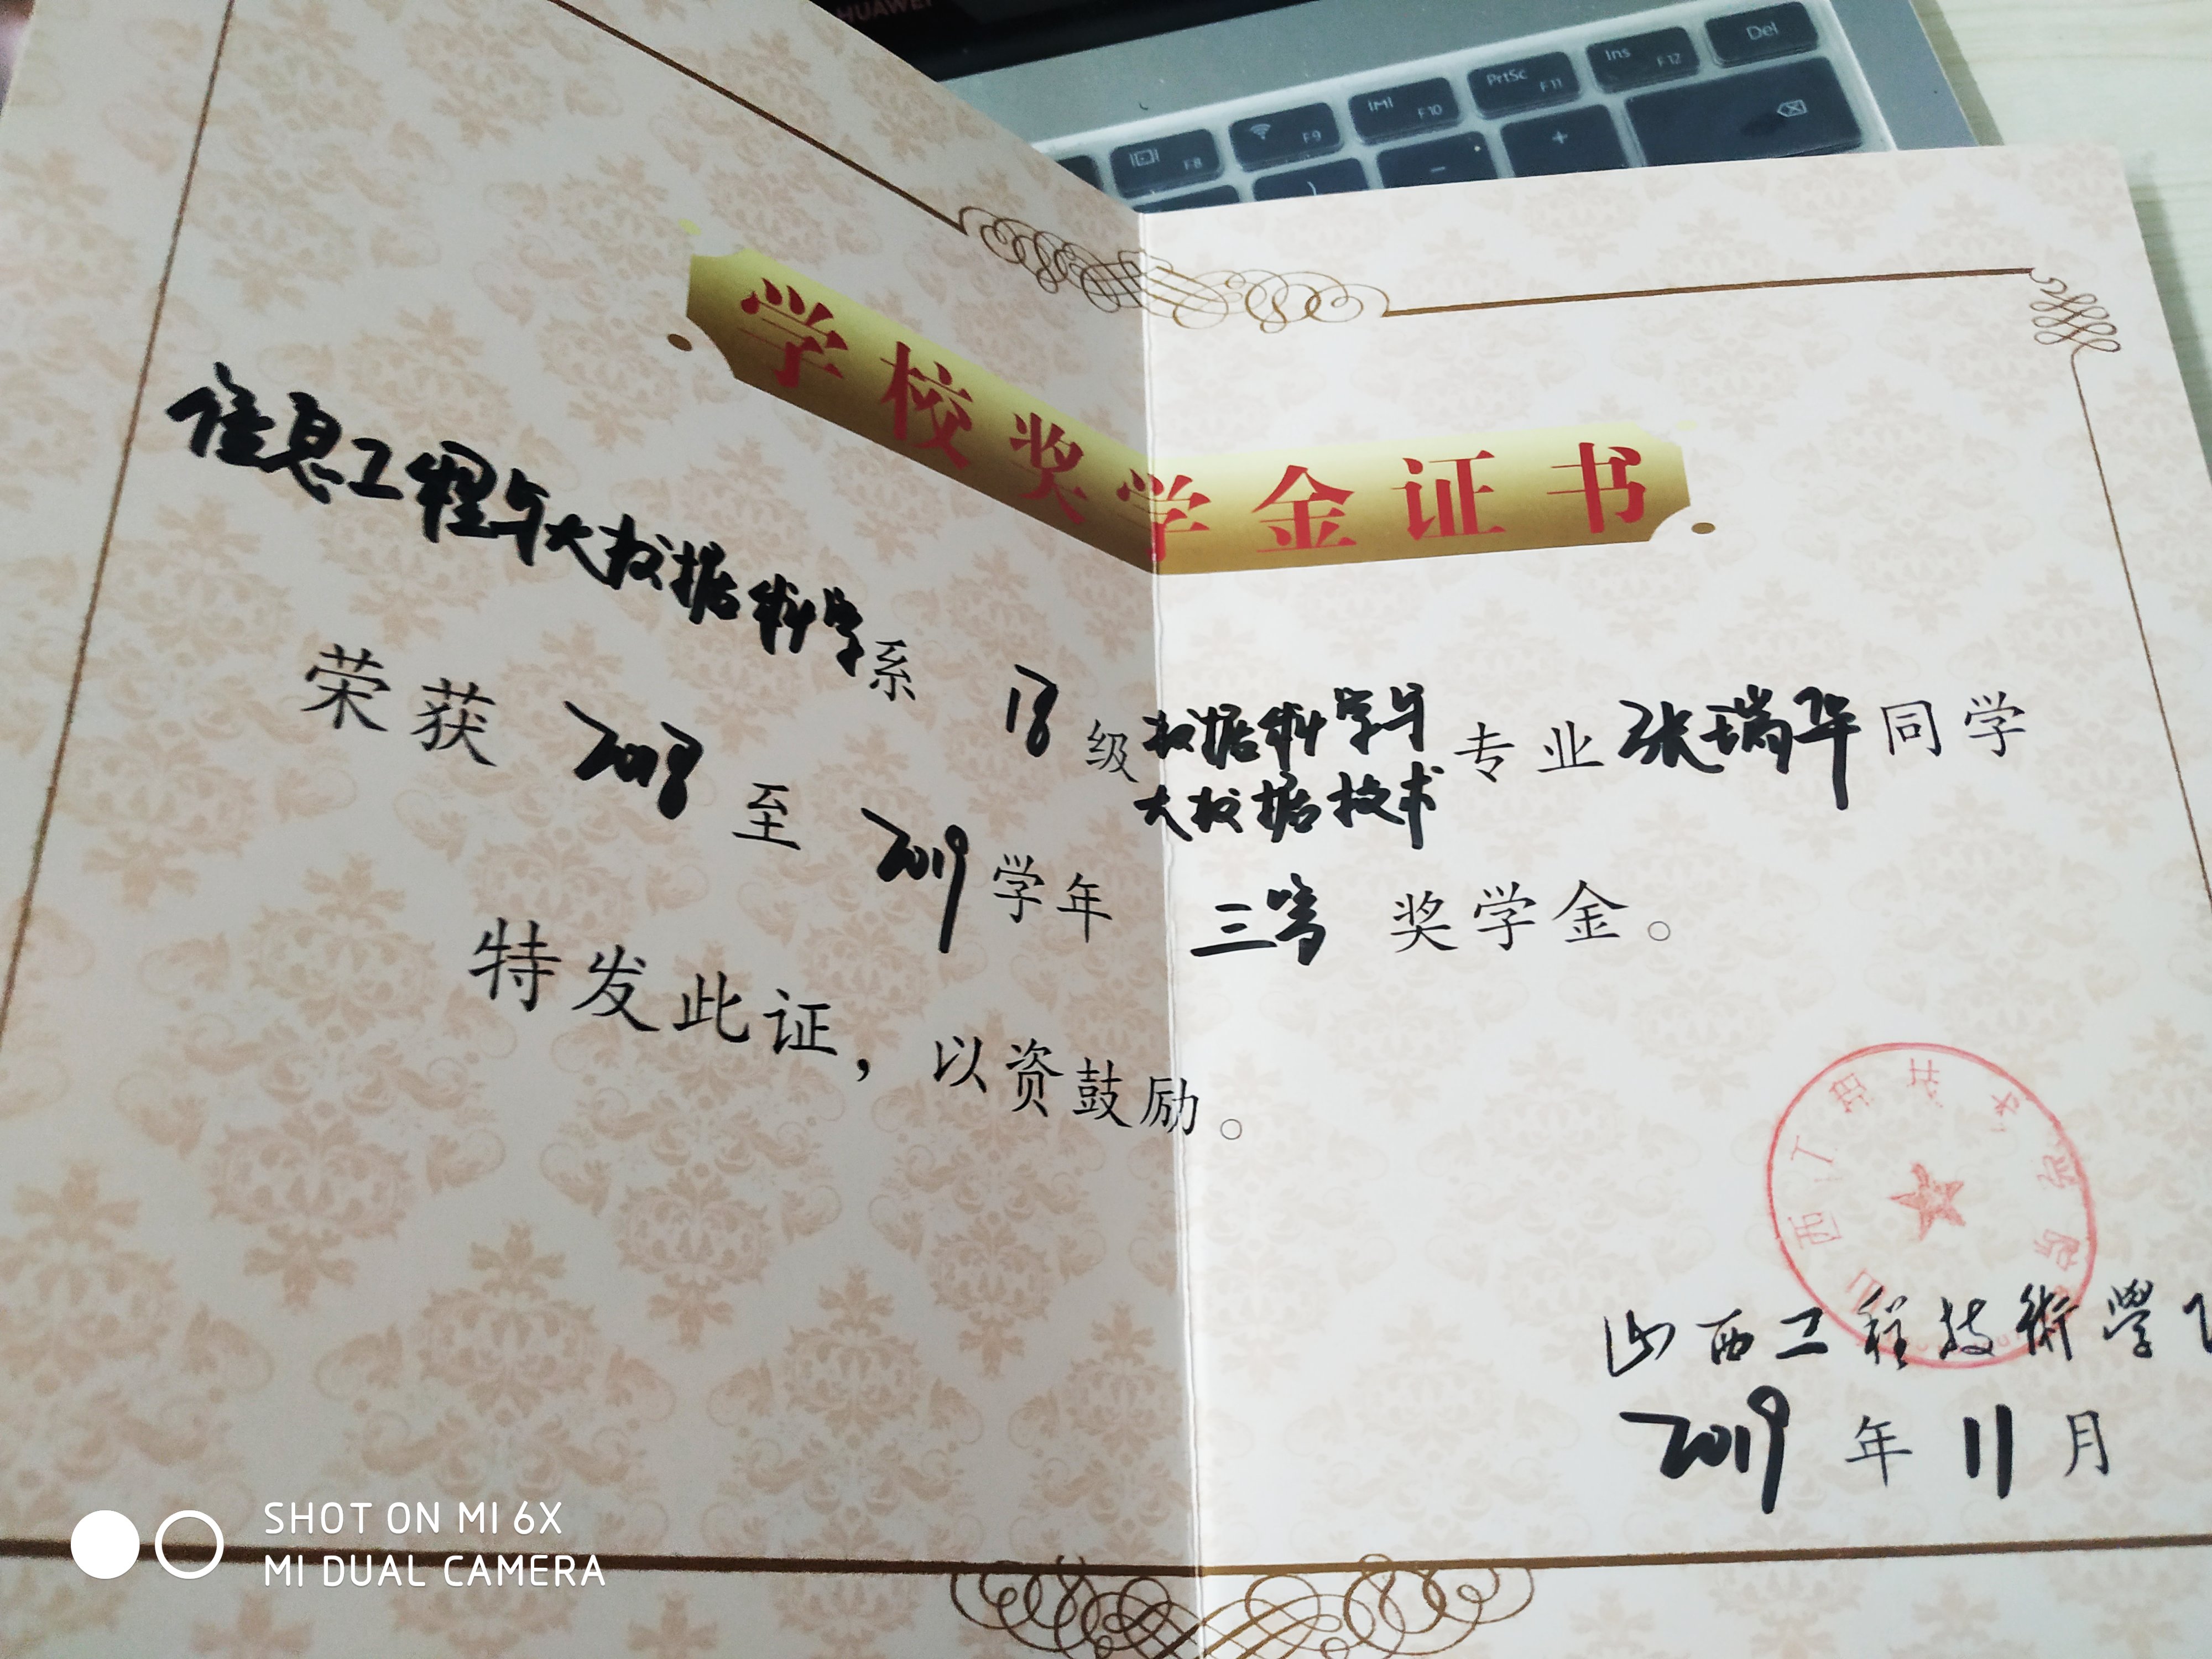 HUAWEI
Del
Ins F12
PrtSc F11
F10
F9
F8
+
-
)
学校奖学金证书
信息工程与大数据科学系 18级数据科学与大数据技术专业张瑞华同学
荣获 2018 至 2019 学年 三等 奖学金。
特发此证，以资鼓励。
山西工程技术学院
山西工程技術學
2019 年 11 月
SHOT ON MI 6X
MI DUAL CAMERA